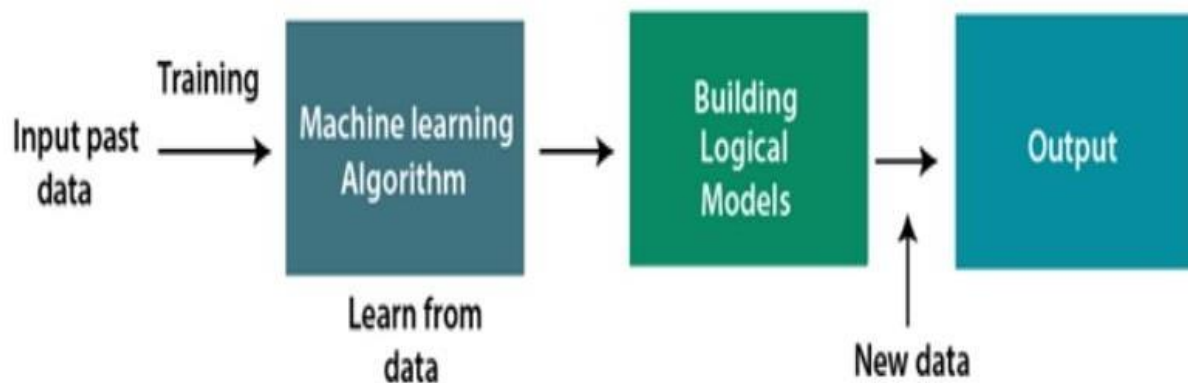 Training
Input past
data
Machine learning
Algorithm
Learn from
data
Building
Logical
Models
New data
Output